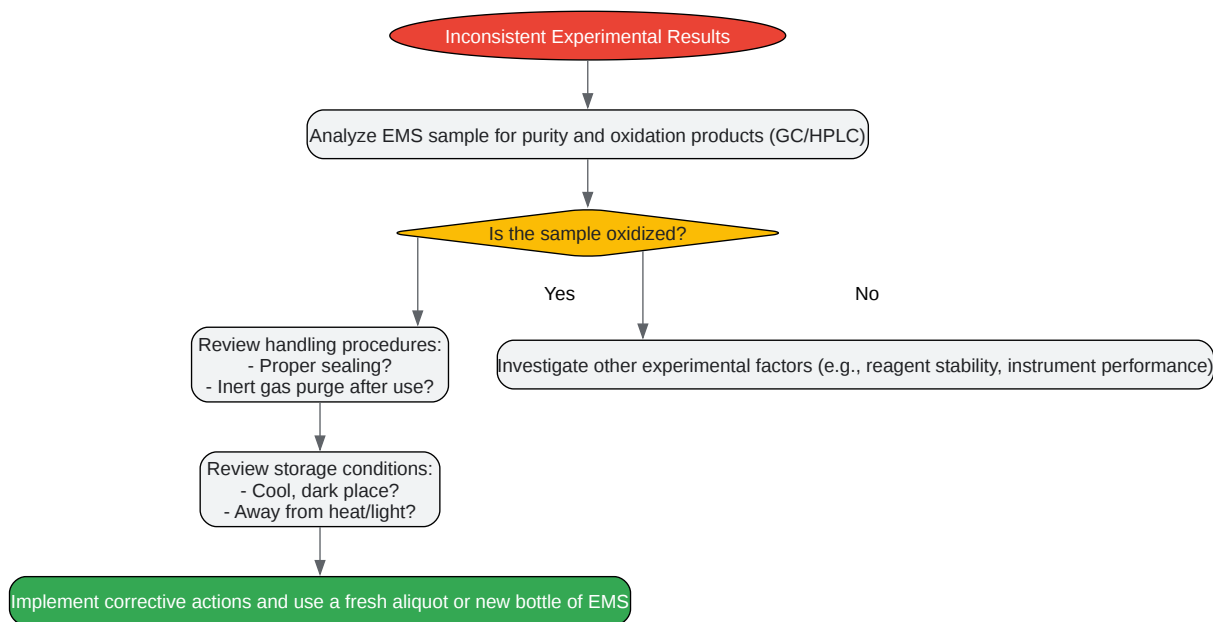 Inconsistent Experimental Results
Analyze EMS sample for purity and oxidation products (GC/HPLC)
Is the sample oxidized?
Yes
No
Review handling procedures:
- Proper sealing?
- Inert gas purge after use?
Investigate other experimental factors (e.g., reagent stability, instrument performance)
Review storage conditions:
- Cool, dark place?
- Away from heat/light?
Implement corrective actions and use a fresh aliquot or new bottle of EMS